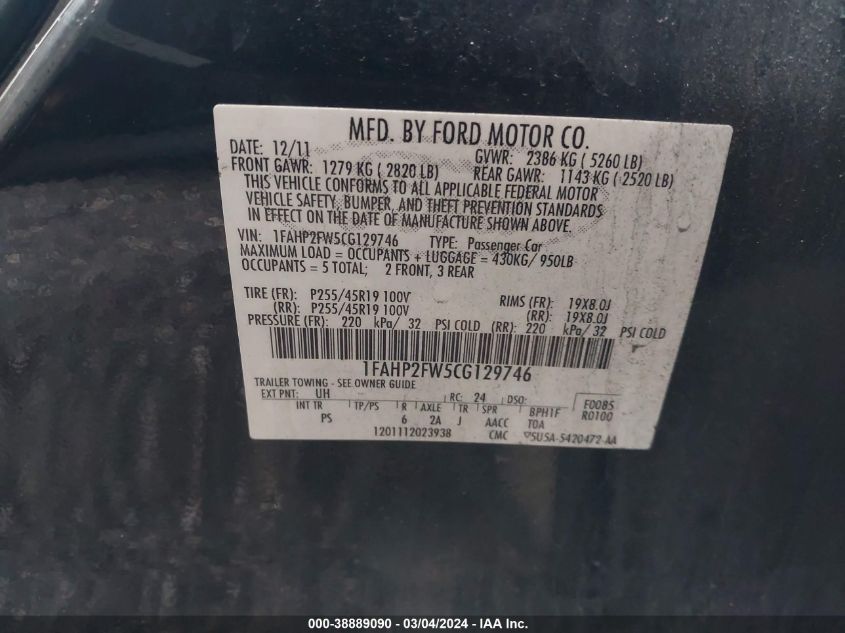 MFD. BY FORD MOTOR CO.
DATE: 12/11 GVWR: 2386 KG ( 5260 LB)
FRONT GAWR: 1279 KG ( 2820 LB) REAR GAWR: 1143 KG ( 2520 LB)
THIS VEHICLE CONFORMS TO ALL APPLICABLE FEDERAL MOTOR
VEHICLE SAFETY, BUMPER, AND THEFT PREVENTION STANDARDS
IN EFFECT ON THE DATE OF MANUFACTURE SHOWN ABOVE.
VIN: 1FAHP2FW5CG129746 TYPE: Passenger Car
MAXIMUM LOAD = OCCUPANTS + LUGGAGE = 430KG/ 950LB
OCCUPANTS = 5 TOTAL; 2 FRONT, 3 REAR
TIRE (FR): P255/45R19 100V RIMS (FR): 19X8.0J
(RR): P255/45R19 100V (RR): 19X8.0J
PRESSURE (FR): 220 kPa/ 32 PSI COLD (RR): 220 kPa/ 32 PSI COLD
1FAHP2FW5CG129746
TRAILER TOWING - SEE OWNER GUIDE
EXT PNT: UH RC: 24 DSO: F0085
INT TR TP/PS R AXLE TR SPR BPH1F R0100
PS 6 2A J AACC TOA
1201112023938 CMC 5U5A-5420472-AA
000-38889090 - 03/04/2024 - IAA Inc.